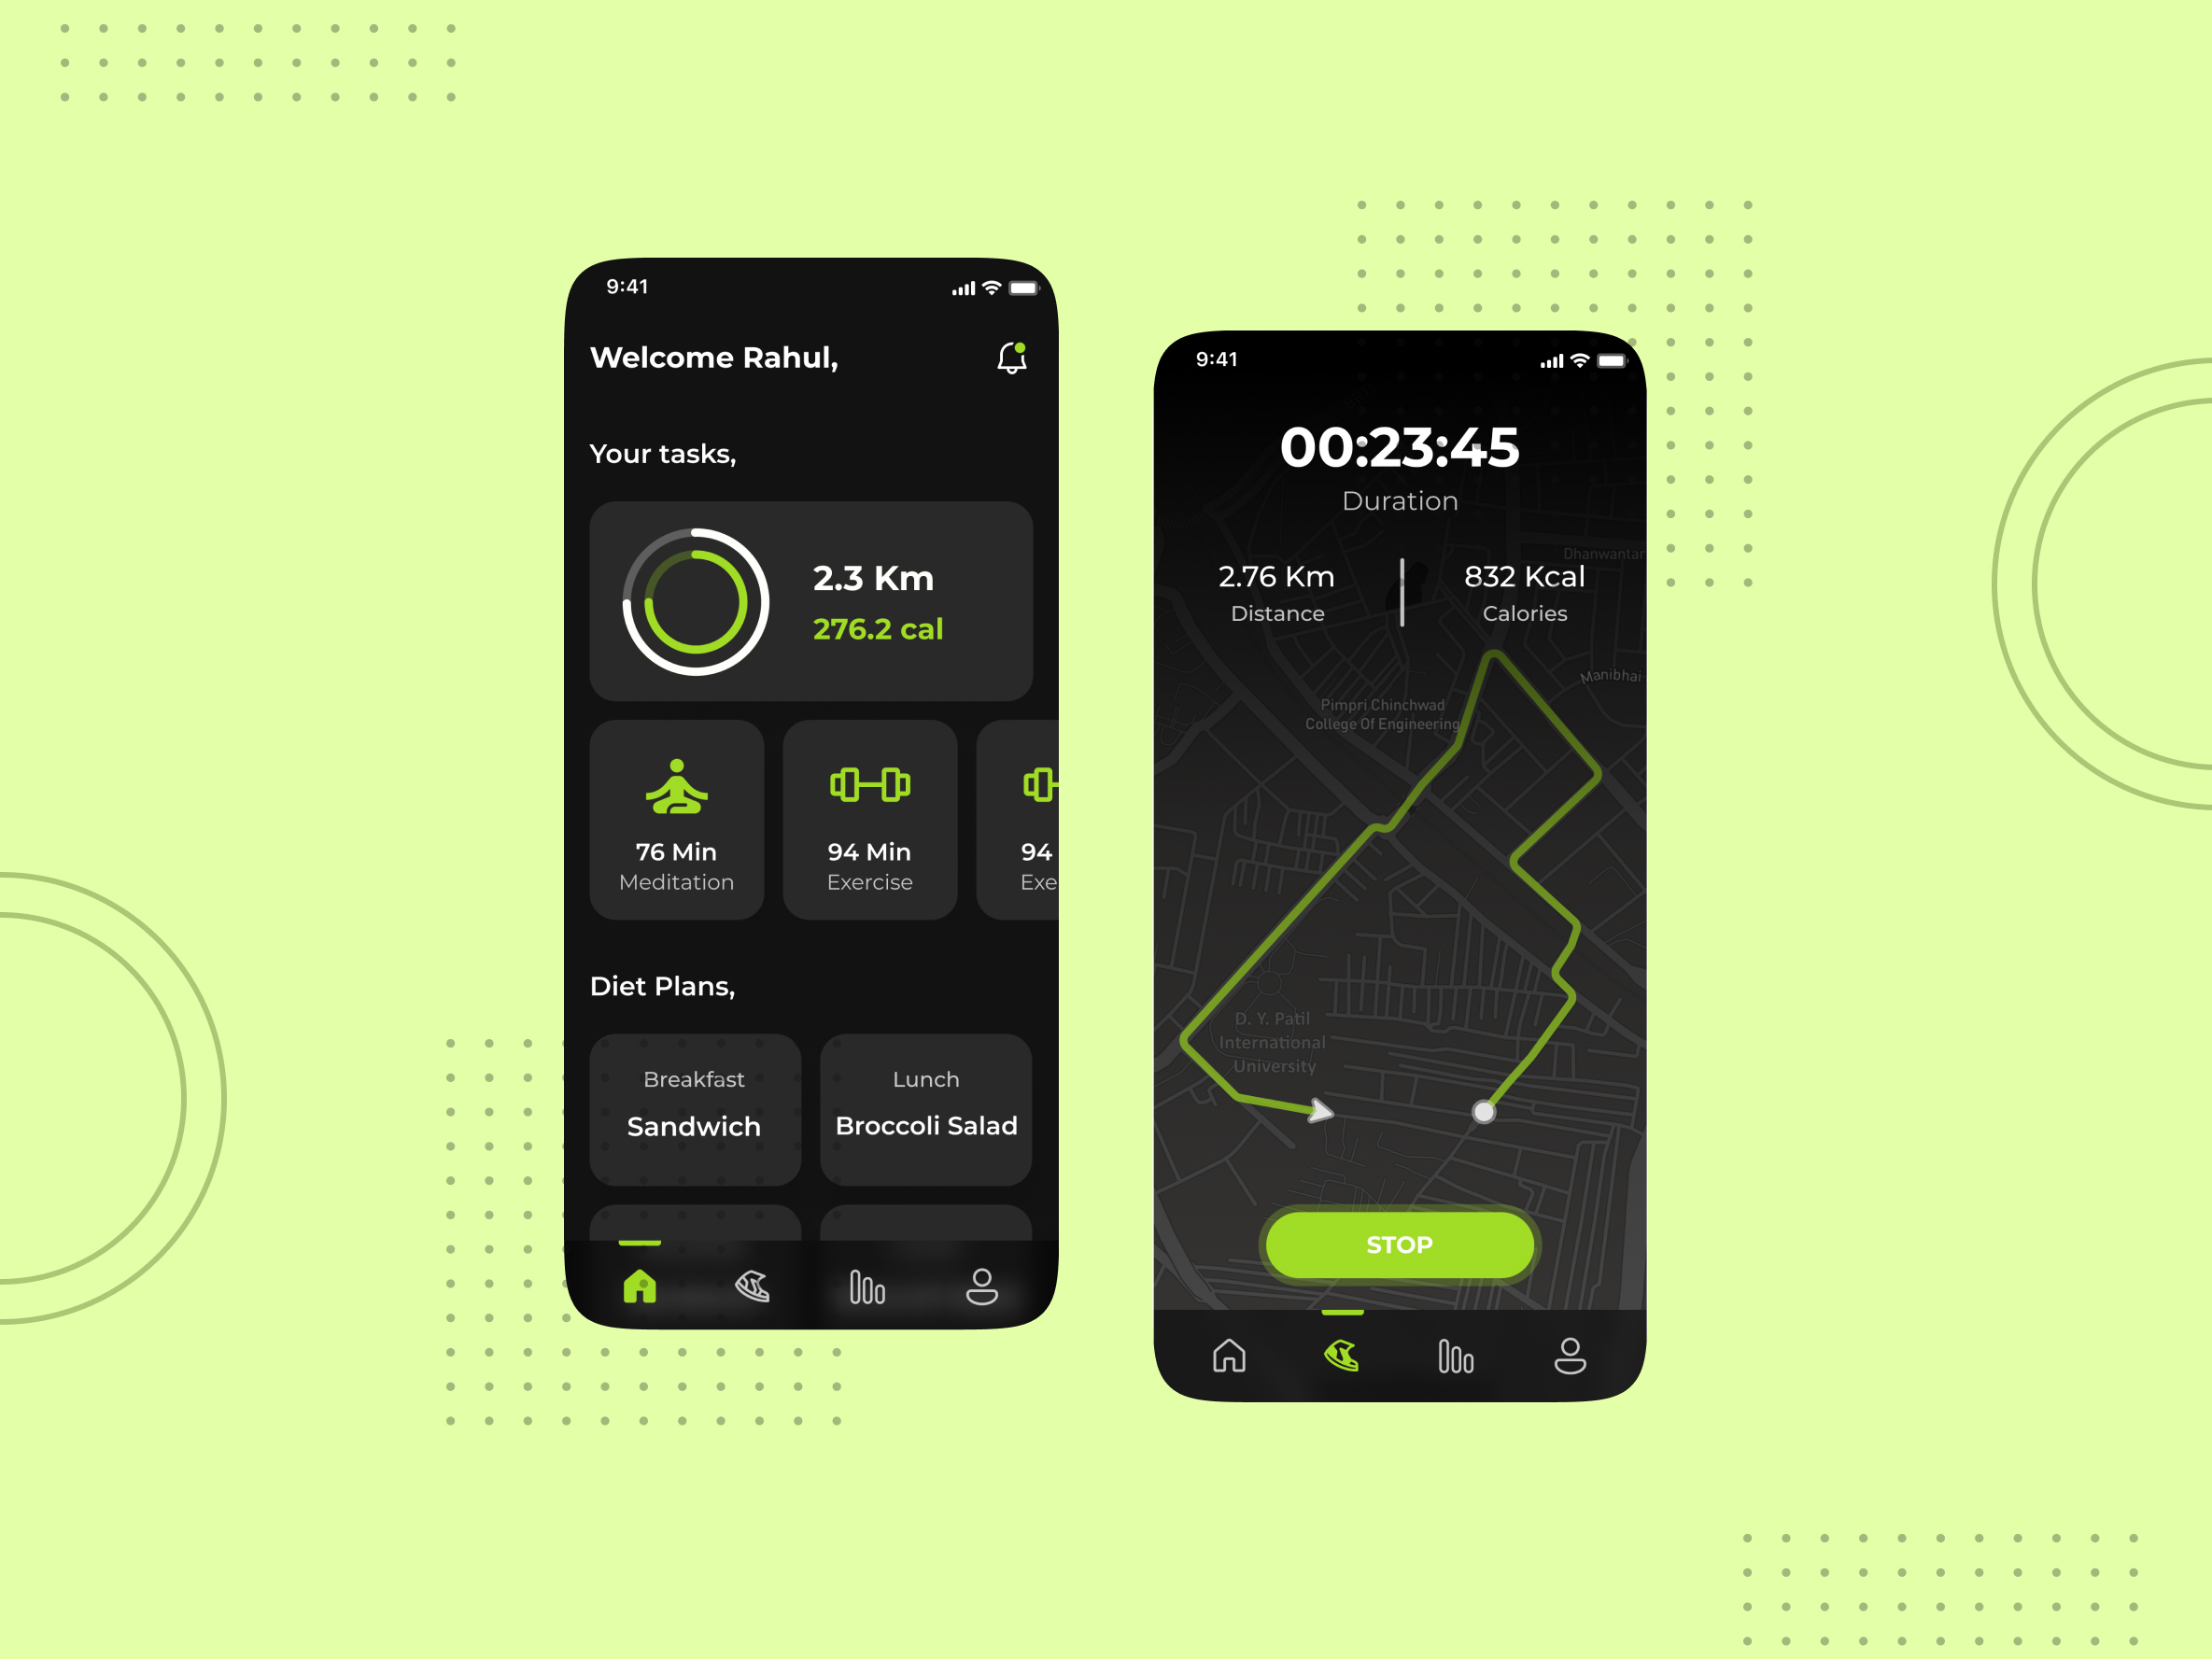 9:41
Welcome Rahul,
Your tasks,
2.3 Km
276.2 cal
76 Min
Meditation
94 Min
Exercise
94
Exe
Diet Plans,
Breakfast
Sandwich
Lunch
Broccoli Salad
9:41
00:23:45
Duration
2.76 Km
Distance
832 Kcal
Calories
Dhanwantar
Manibhai
Pimpri Chinchwad
College Of Engineering
D. Y. Patil
International
University
STOP